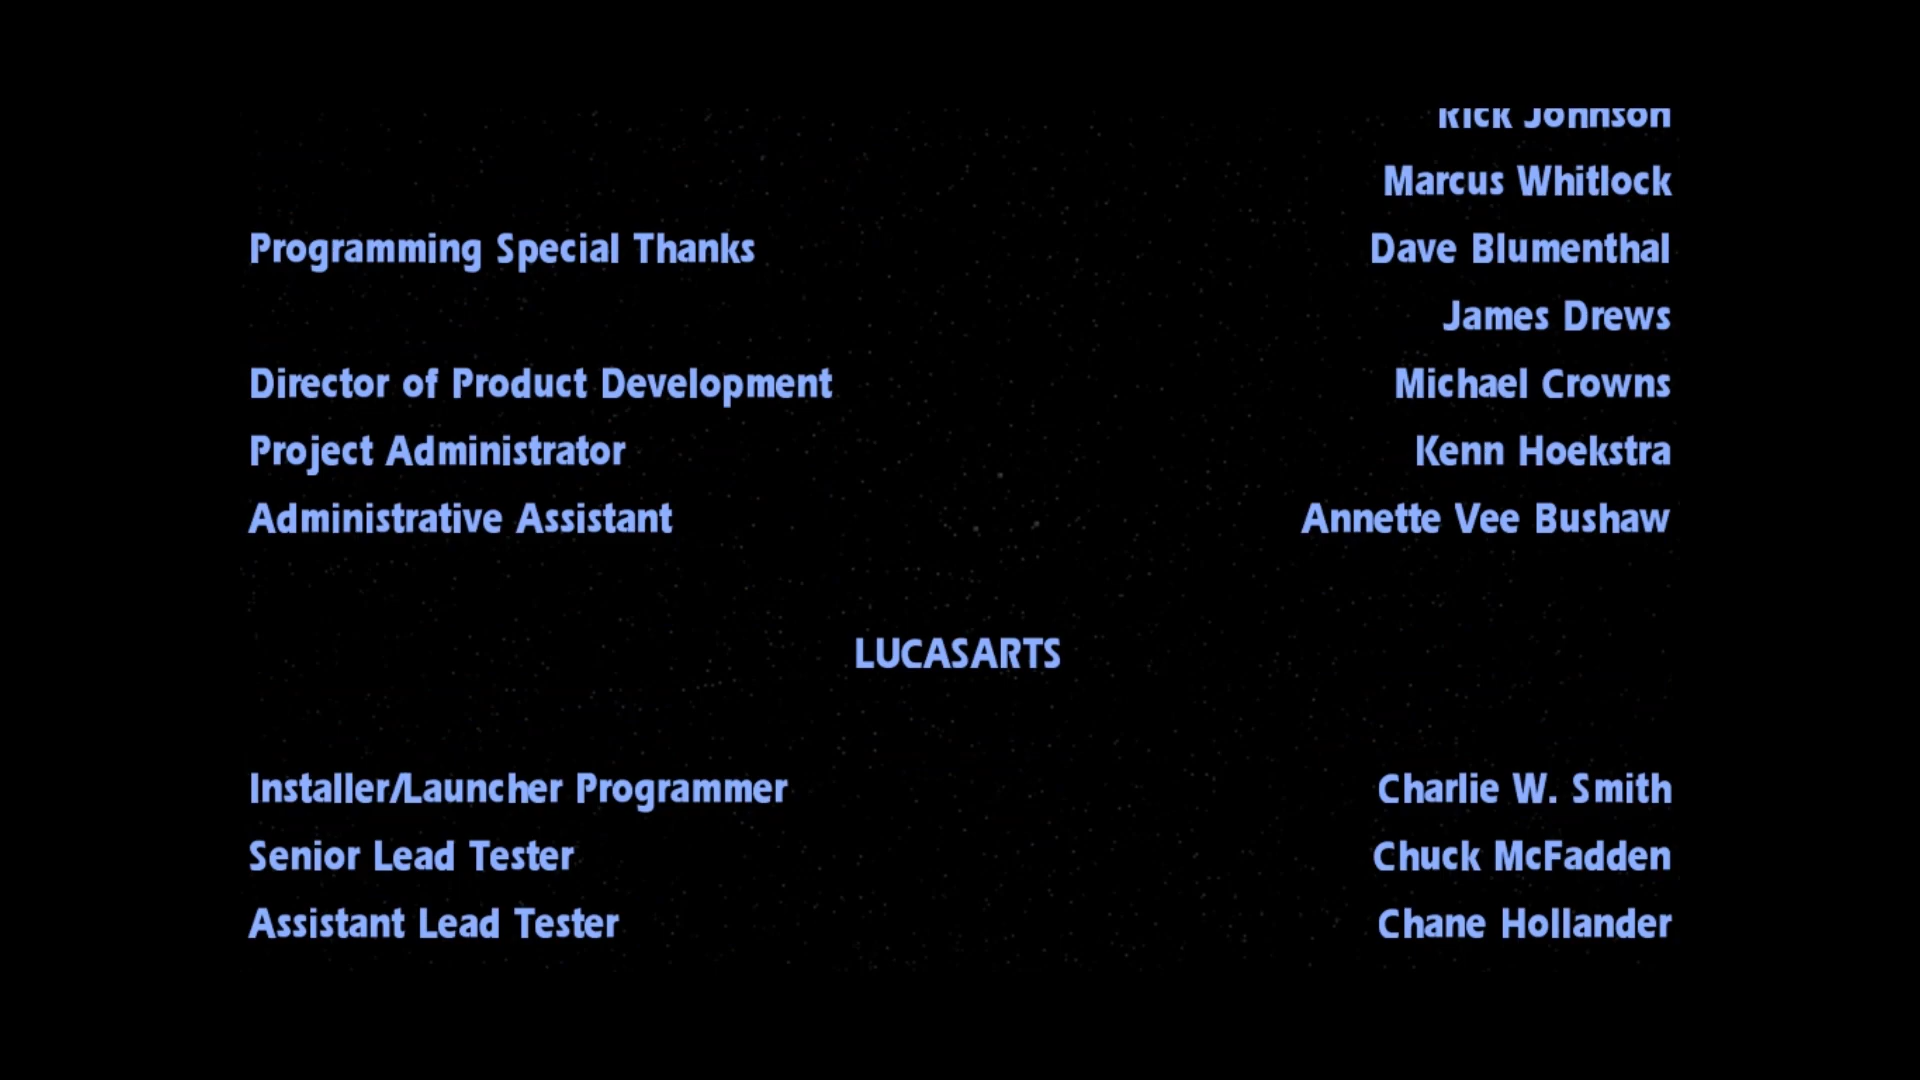 Rick Johnson
Marcus Whitlock
Programming Special Thanks Dave Blumenthal
James Drews
Director of Product Development Michael Crowns
Project Administrator Kenn Hoekstra
Administrative Assistant Annette Vee Bushaw
LUCASARTS
Installer/Launcher Programmer Charlie W. Smith
Senior Lead Tester Chuck McFadden
Assistant Lead Tester Chane Hollander